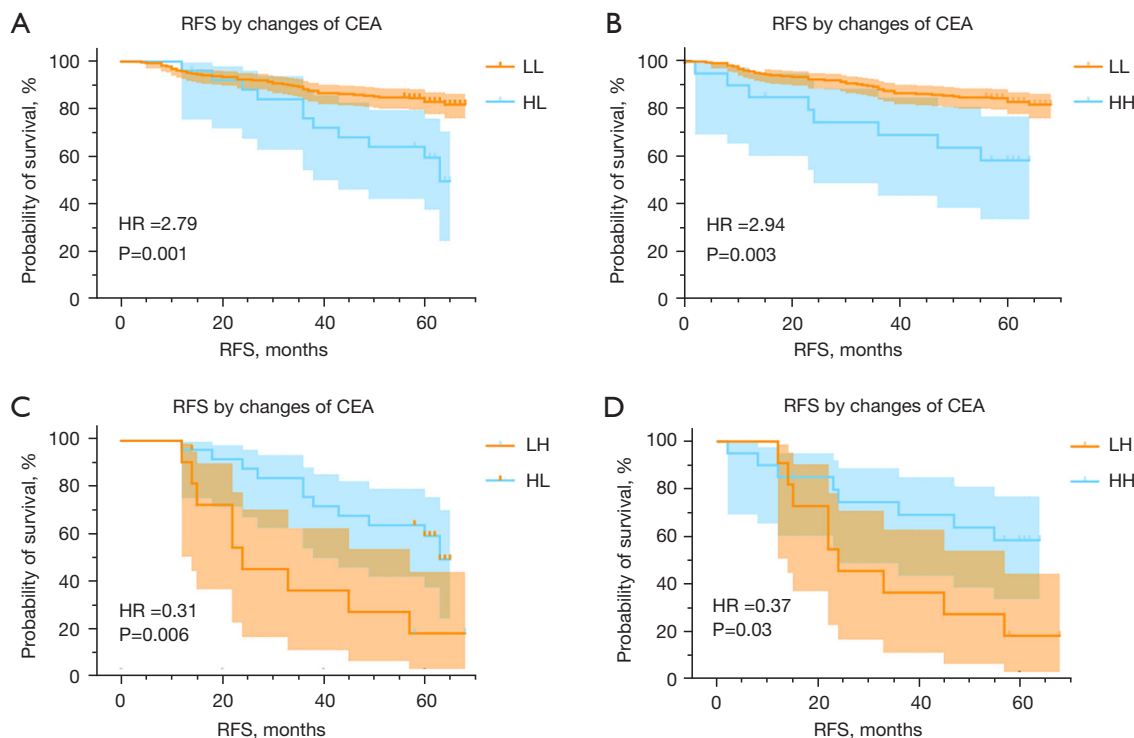 A
RFS by changes of CEA
Probability of survival, %
100
80
60
40
20
0
0 20 40 60
RFS, months
HR =2.79
P=0.001
LL
HL
B
RFS by changes of CEA
Probability of survival, %
100
80
60
40
20
0
0 20 40 60
RFS, months
HR =2.94
P=0.003
LL
HH
C
RFS by changes of CEA
Probability of survival, %
100
80
60
40
20
0
0 20 40 60
RFS, months
HR =0.31
P=0.006
LH
HL
D
RFS by changes of CEA
Probability of survival, %
100
80
60
40
20
0
0 20 40 60
RFS, months
HR =0.37
P=0.03
LH
HH